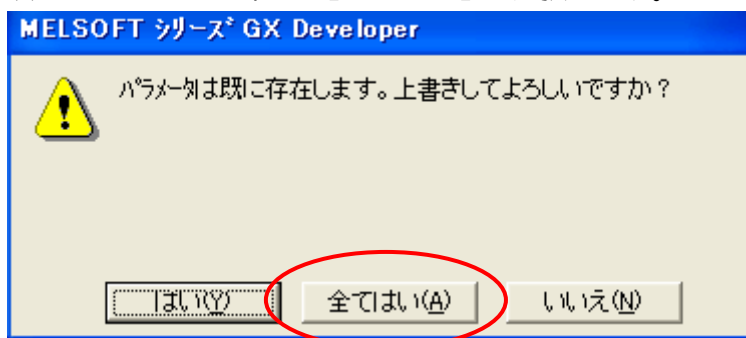 MELSOFT ｼﾘｰｽﾞ GX Developer
ﾊﾟﾗﾒｰﾀは既に存在します。上書きしてよろしいですか？
はい(Y)
全てはい(A)
いいえ(N)